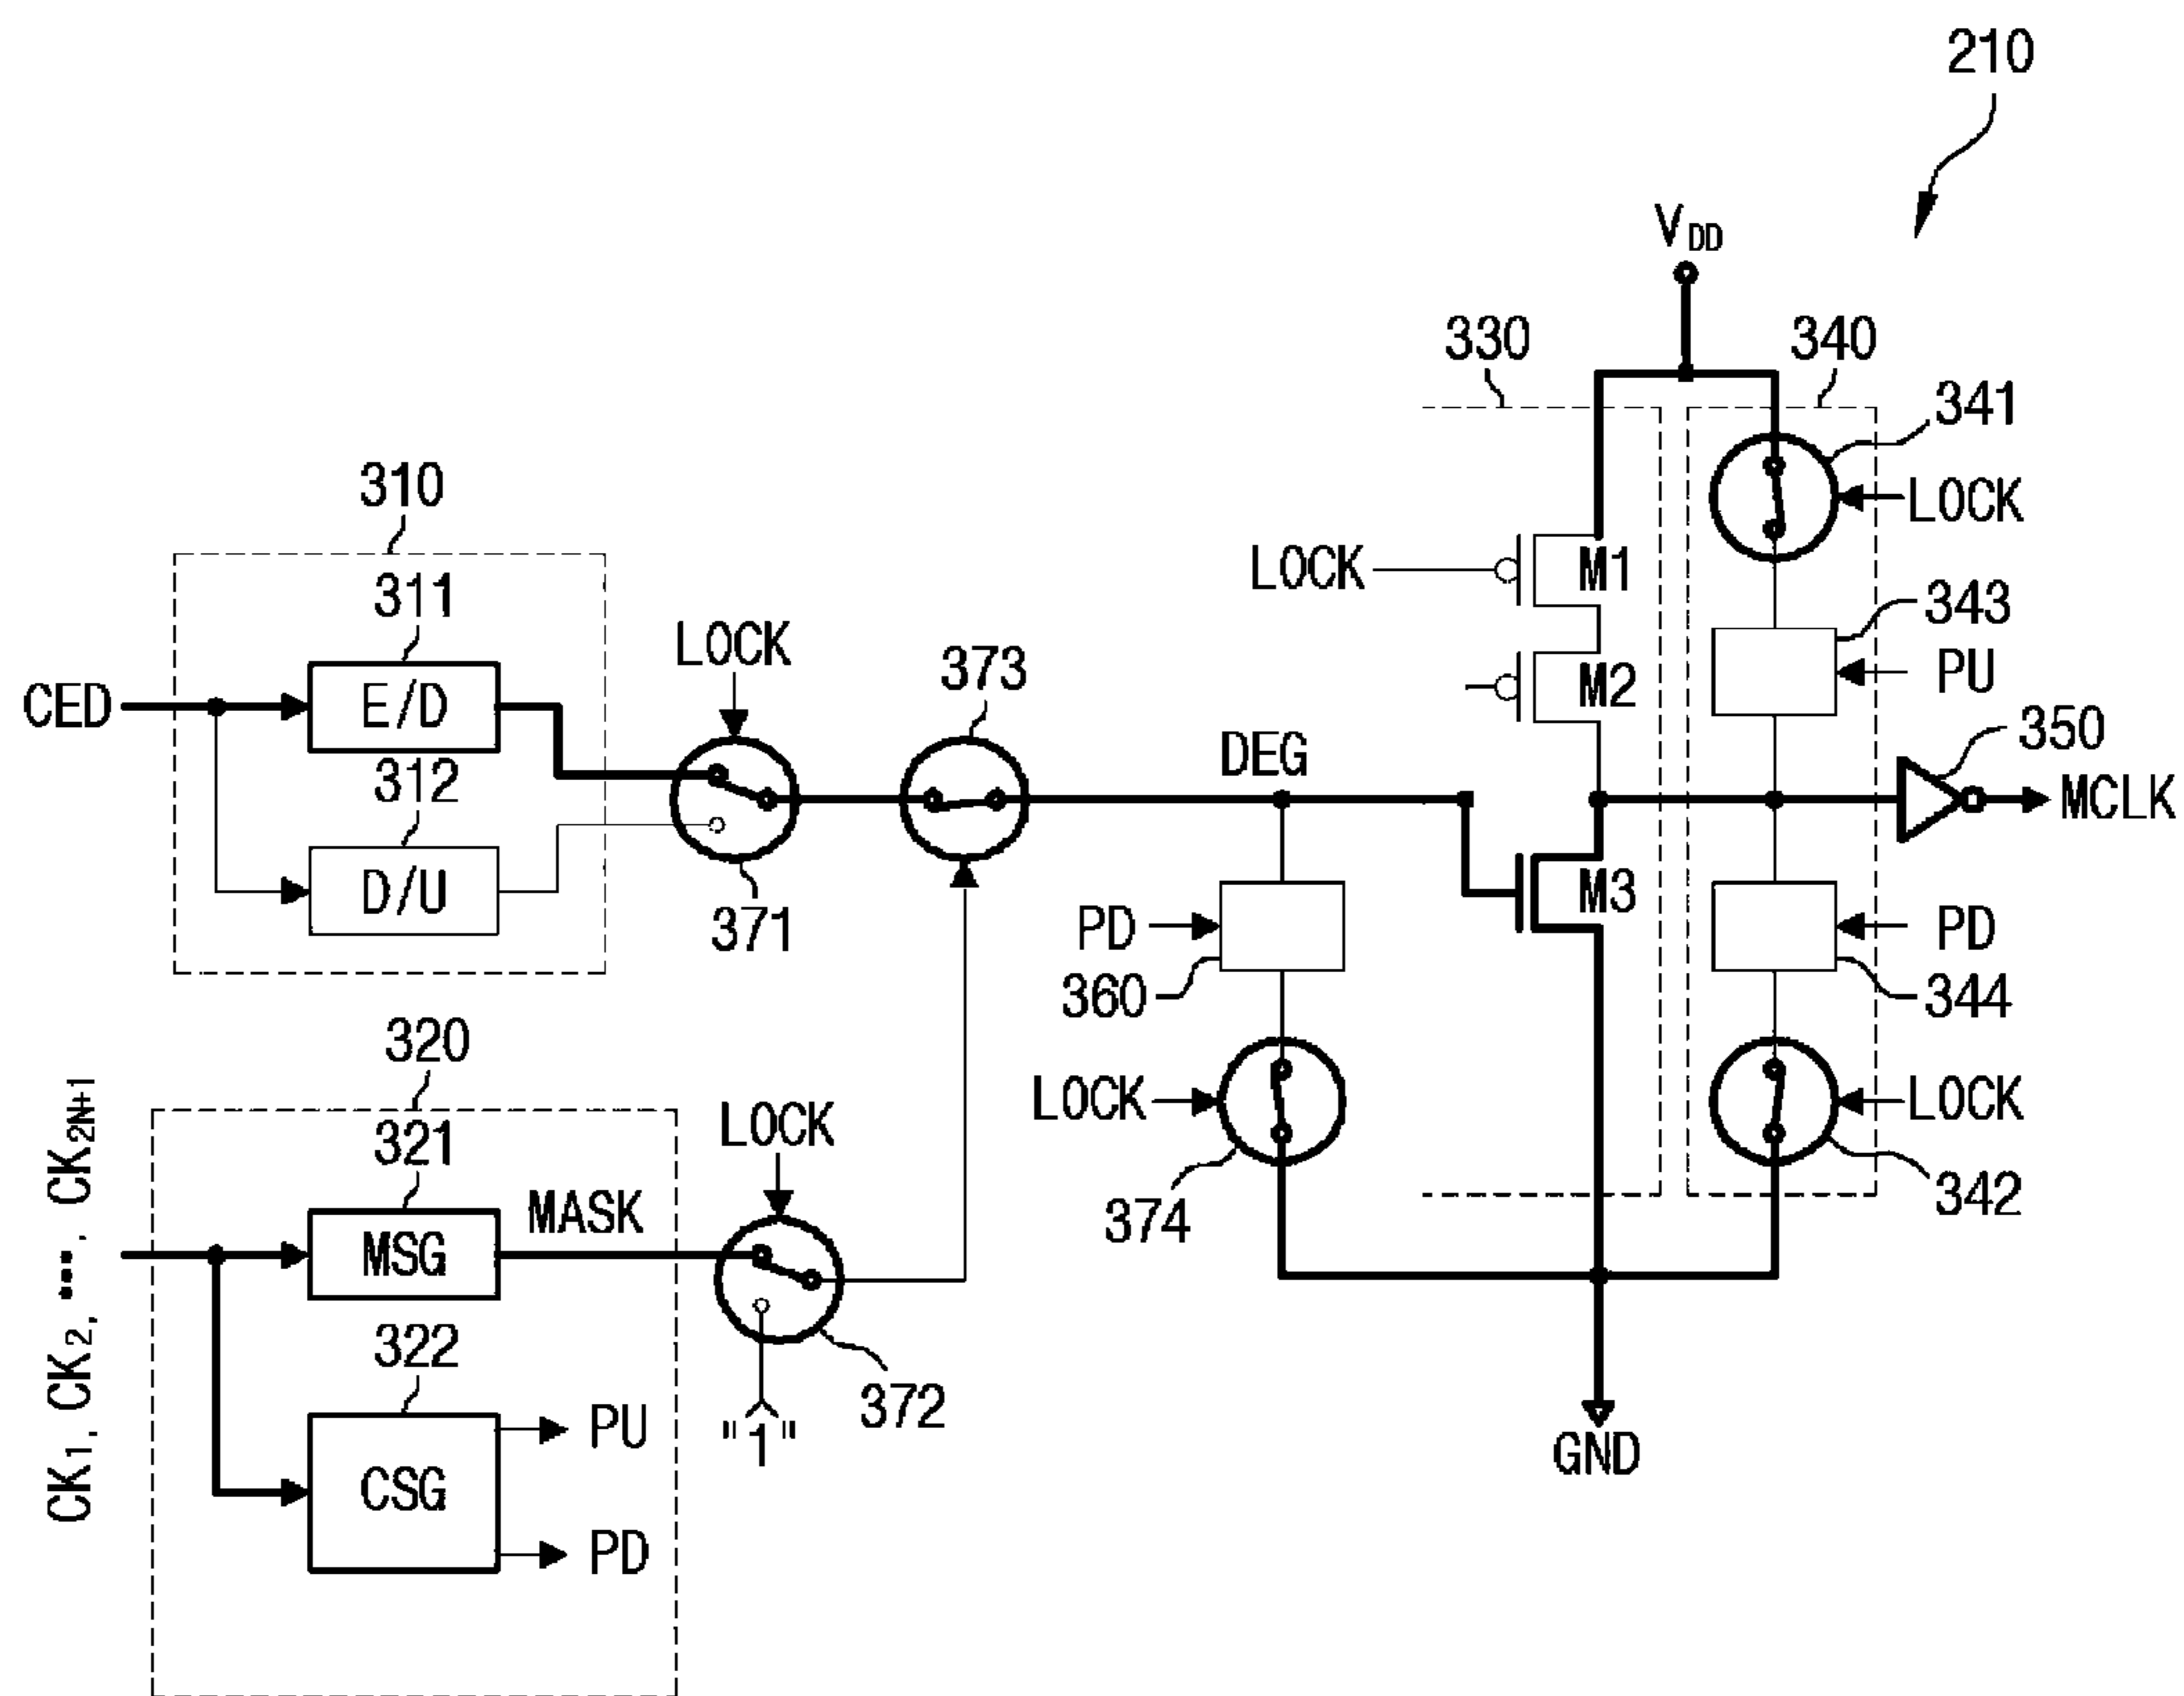 210
V_DD
330
340
341
LOCK
310
311
LOCK
M1
343
CED
E/D
LOCK
373
M2
PU
350
312
DEG
MCLK
D/U
371
PD
M3
PD
360
344
320
CK₁, CK₂, ···, CK₂N+1
321
LOCK
LOCK
LOCK
MSG
MASK
374
342
322
372
PU
"1"
GND
CSG
PD